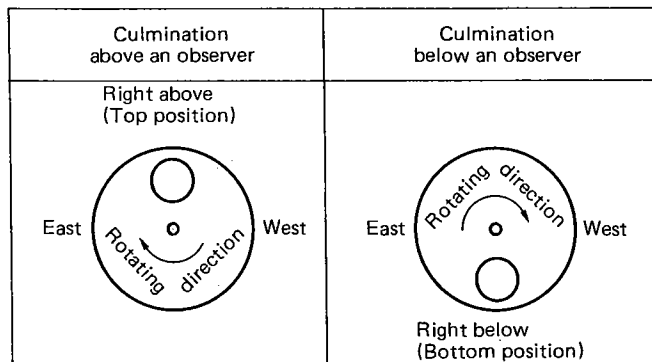 Culmination
above an observer
Culmination
below an observer
Right above
(Top position)
East
West
Rotating direction
East
West
Rotating direction
Right below
(Bottom position)